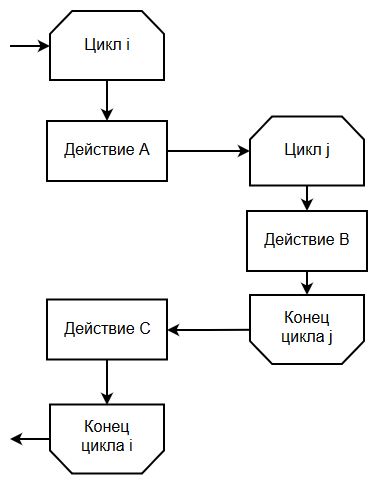 Цикл i
Действие A
Цикл j
Действие B
Конец
цикла j
Действие C
Конец
цикла i